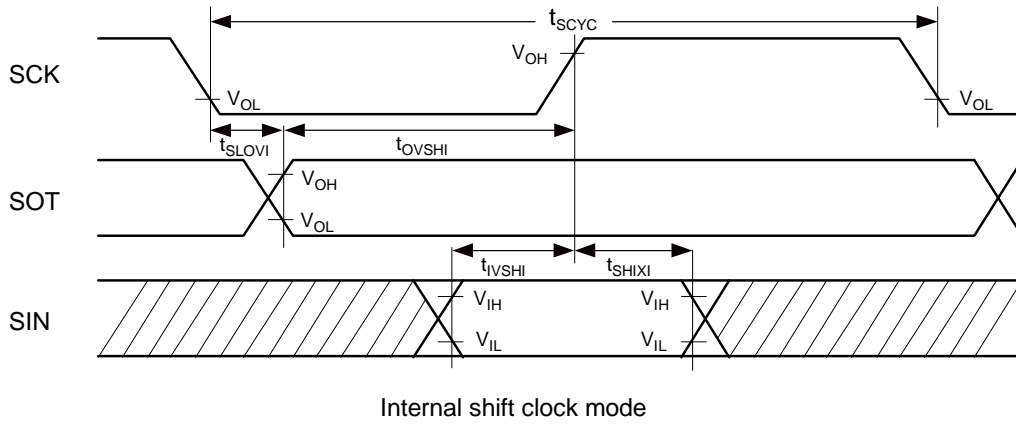 tSCYC
SCK
VOH
VOL
VOL
tSLOVI
tOVSHI
SOT
VOH
VOL
tIVSHI
tSHIXI
SIN
VIH
VIH
VIL
VIL
Internal shift clock mode